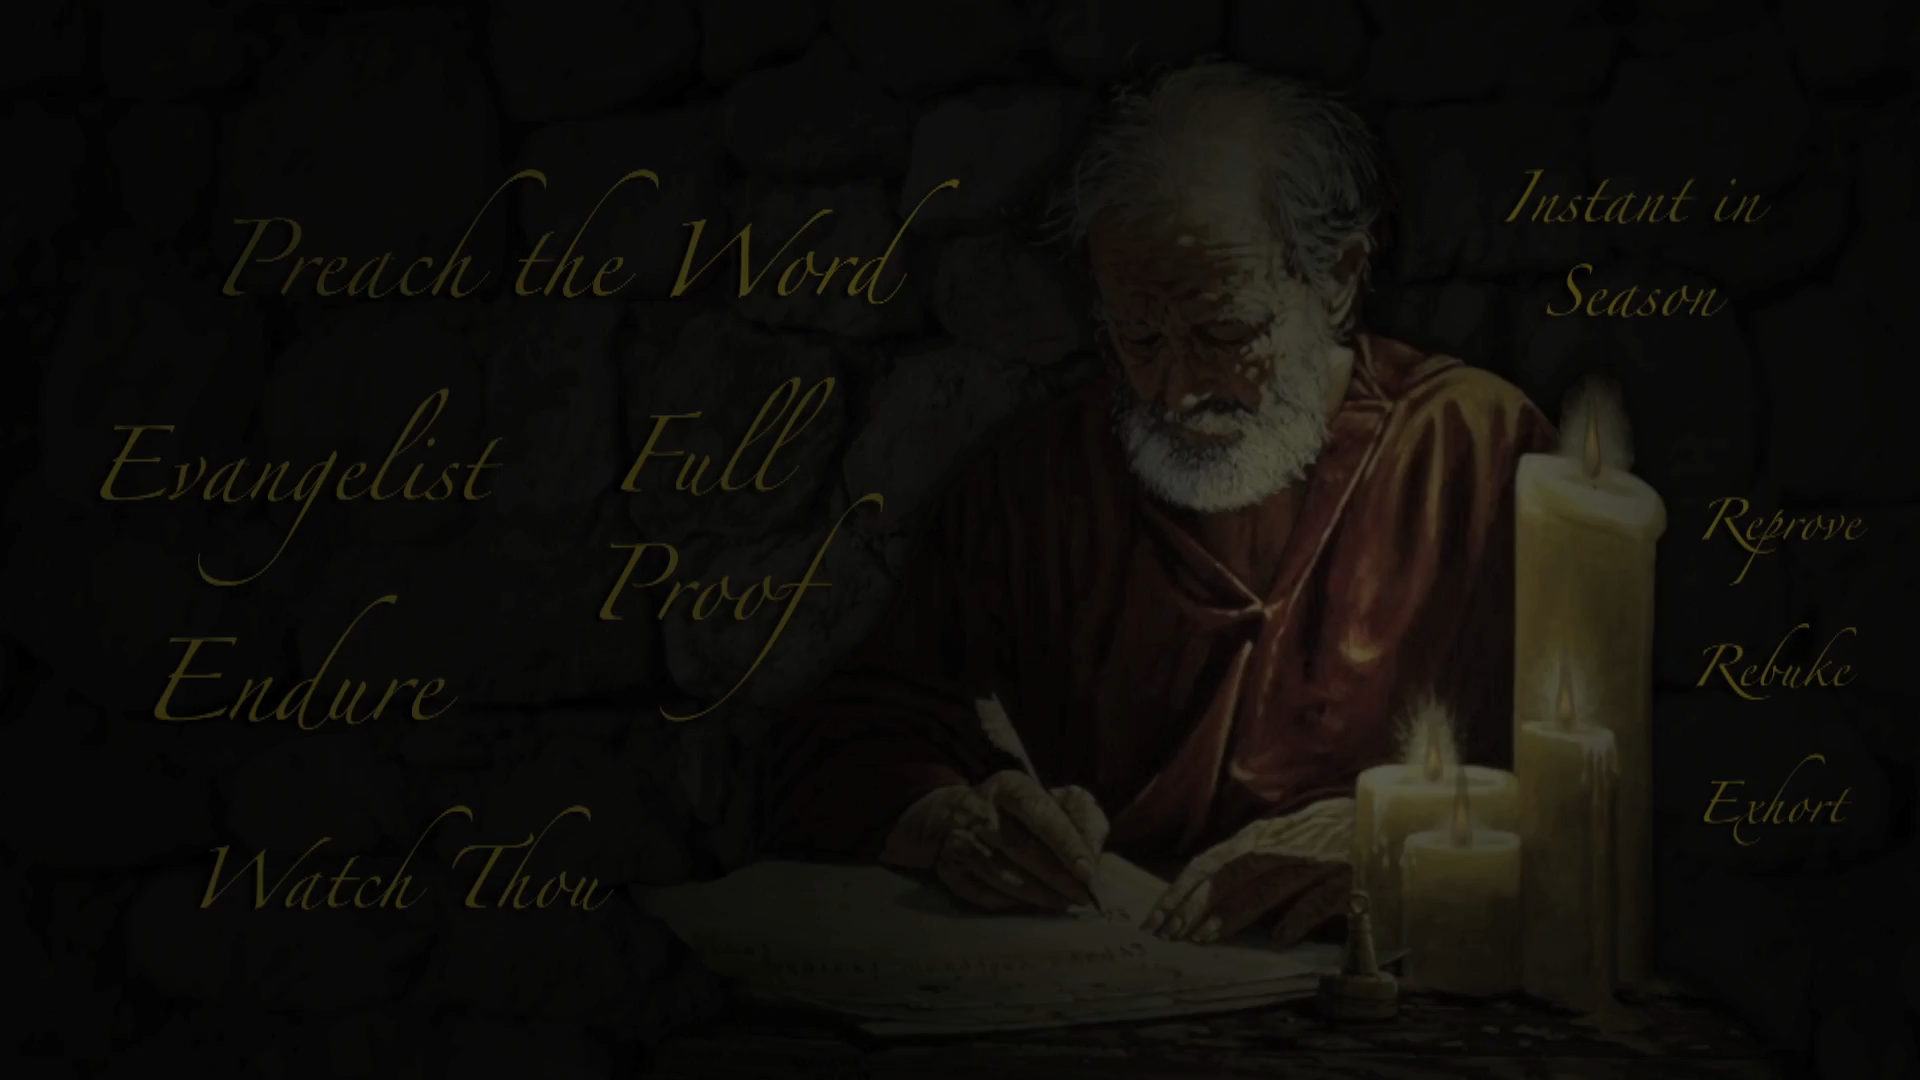 Preach the Word
Instant in
Season
Evangelist
Full
Proof
Reprove
Endure
Rebuke
Watch Thou
Exhort